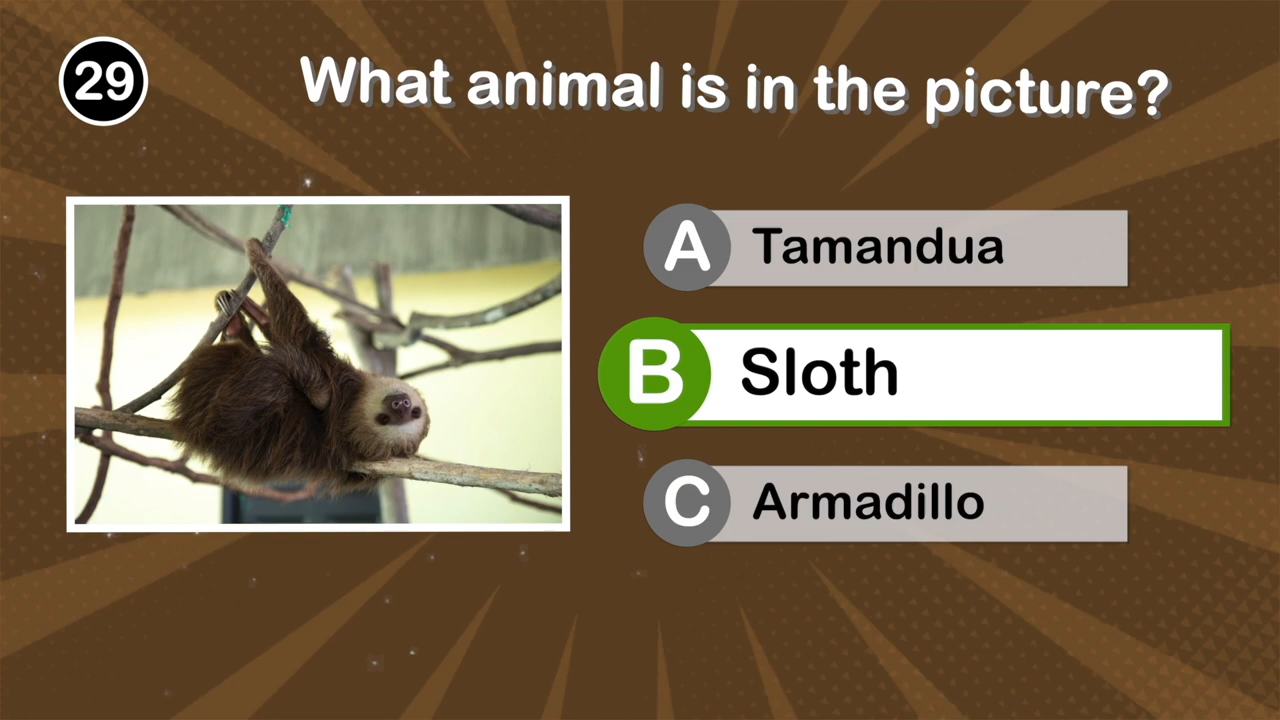 29
What animal is in the picture?
A Tamandua
B Sloth
C Armadillo